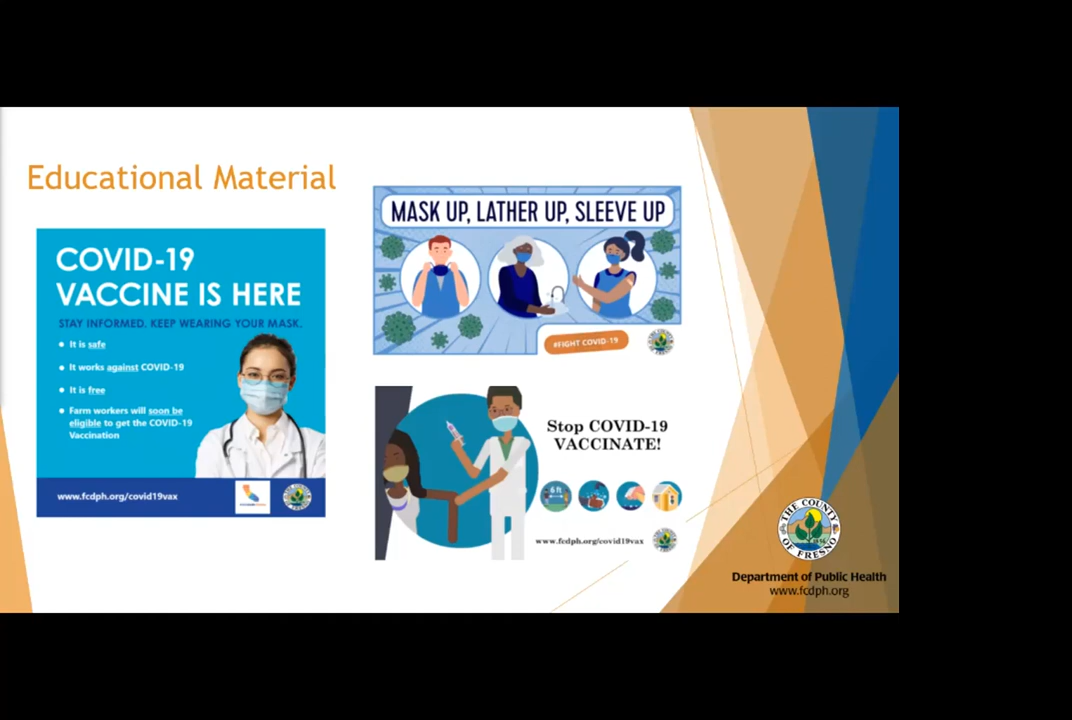 Educational Material
COVID-19
VACCINE IS HERE
STAY INFORMED. KEEP WEARING YOUR MASK.
• It is safe
• It works against COVID-19
• It is free
• Farm workers will soon be
eligible to get the COVID-19
Vaccination
www.fcdph.org/covid19vax
MASK UP, LATHER UP, SLEEVE UP
#FIGHT COVID-19
Stop COVID-19
VACCINATE!
6 ft
www.fcdph.org/covid19vax
THE COUNTY
OF FRESNO
Department of Public Health
www.fcdph.org